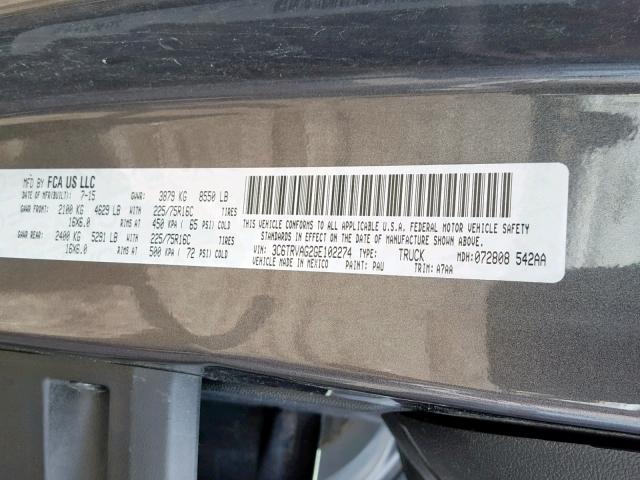 MFD BY FCA US LLC
DATE OF MFR(BUILT): 7-15 GVWR: 3879 KG 8550 LB
GAWR FRONT: 2100 KG 4629 LB WITH 225/75R16C TIRES
16X6.0 RIMS AT 450 KPA ( 65 PSI) COLD
GAWR REAR: 2400 KG 5291 LB WITH 225/75R16C TIRES
16X6.0 RIMS AT 500 KPA ( 72 PSI) COLD
THIS VEHICLE CONFORMS TO ALL APPLICABLE U.S.A. FEDERAL MOTOR VEHICLE SAFETY
STANDARDS IN EFFECT ON THE DATE OF MANUFACTURE SHOWN ABOVE.
VIN: 3C6TRVAG2GE102274 TYPE: TRUCK MDH: 072808 542AA
VEHICLE MADE IN MEXICO PAINT: PAU TRIM: A7AA